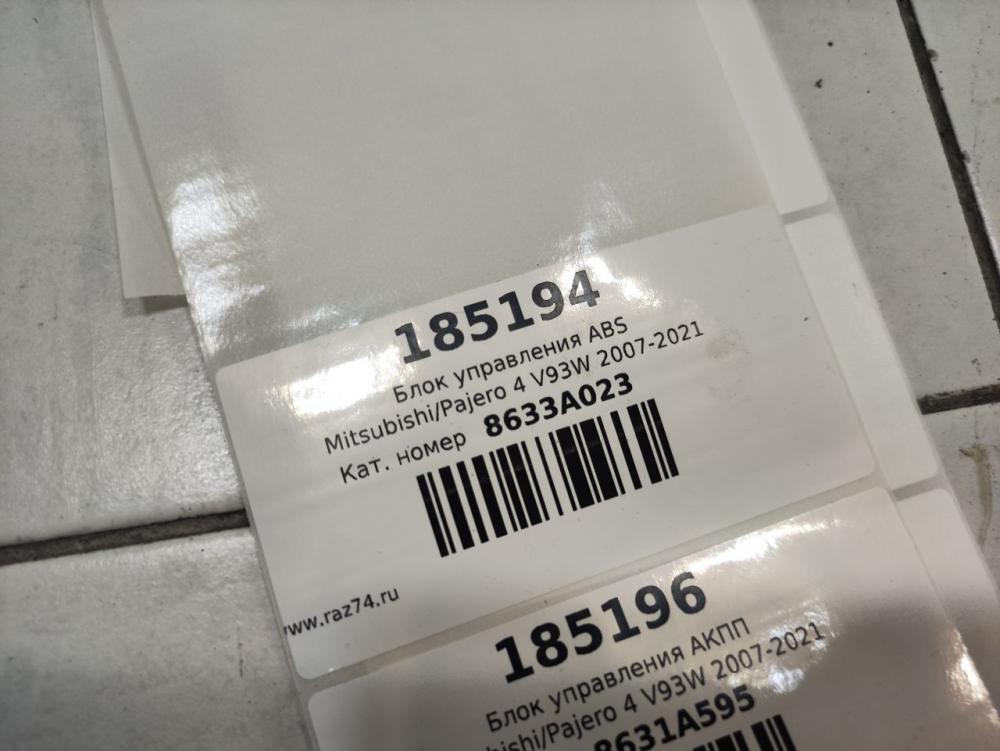 185194
Блок управления ABS
Mitsubishi/Pajero 4 V93W 2007-2021
Кат. номер 8633A023
www.raz74.ru
185196
Блок управления АКПП
bishi/Pajero 4 V93W 2007-2021
8631A595